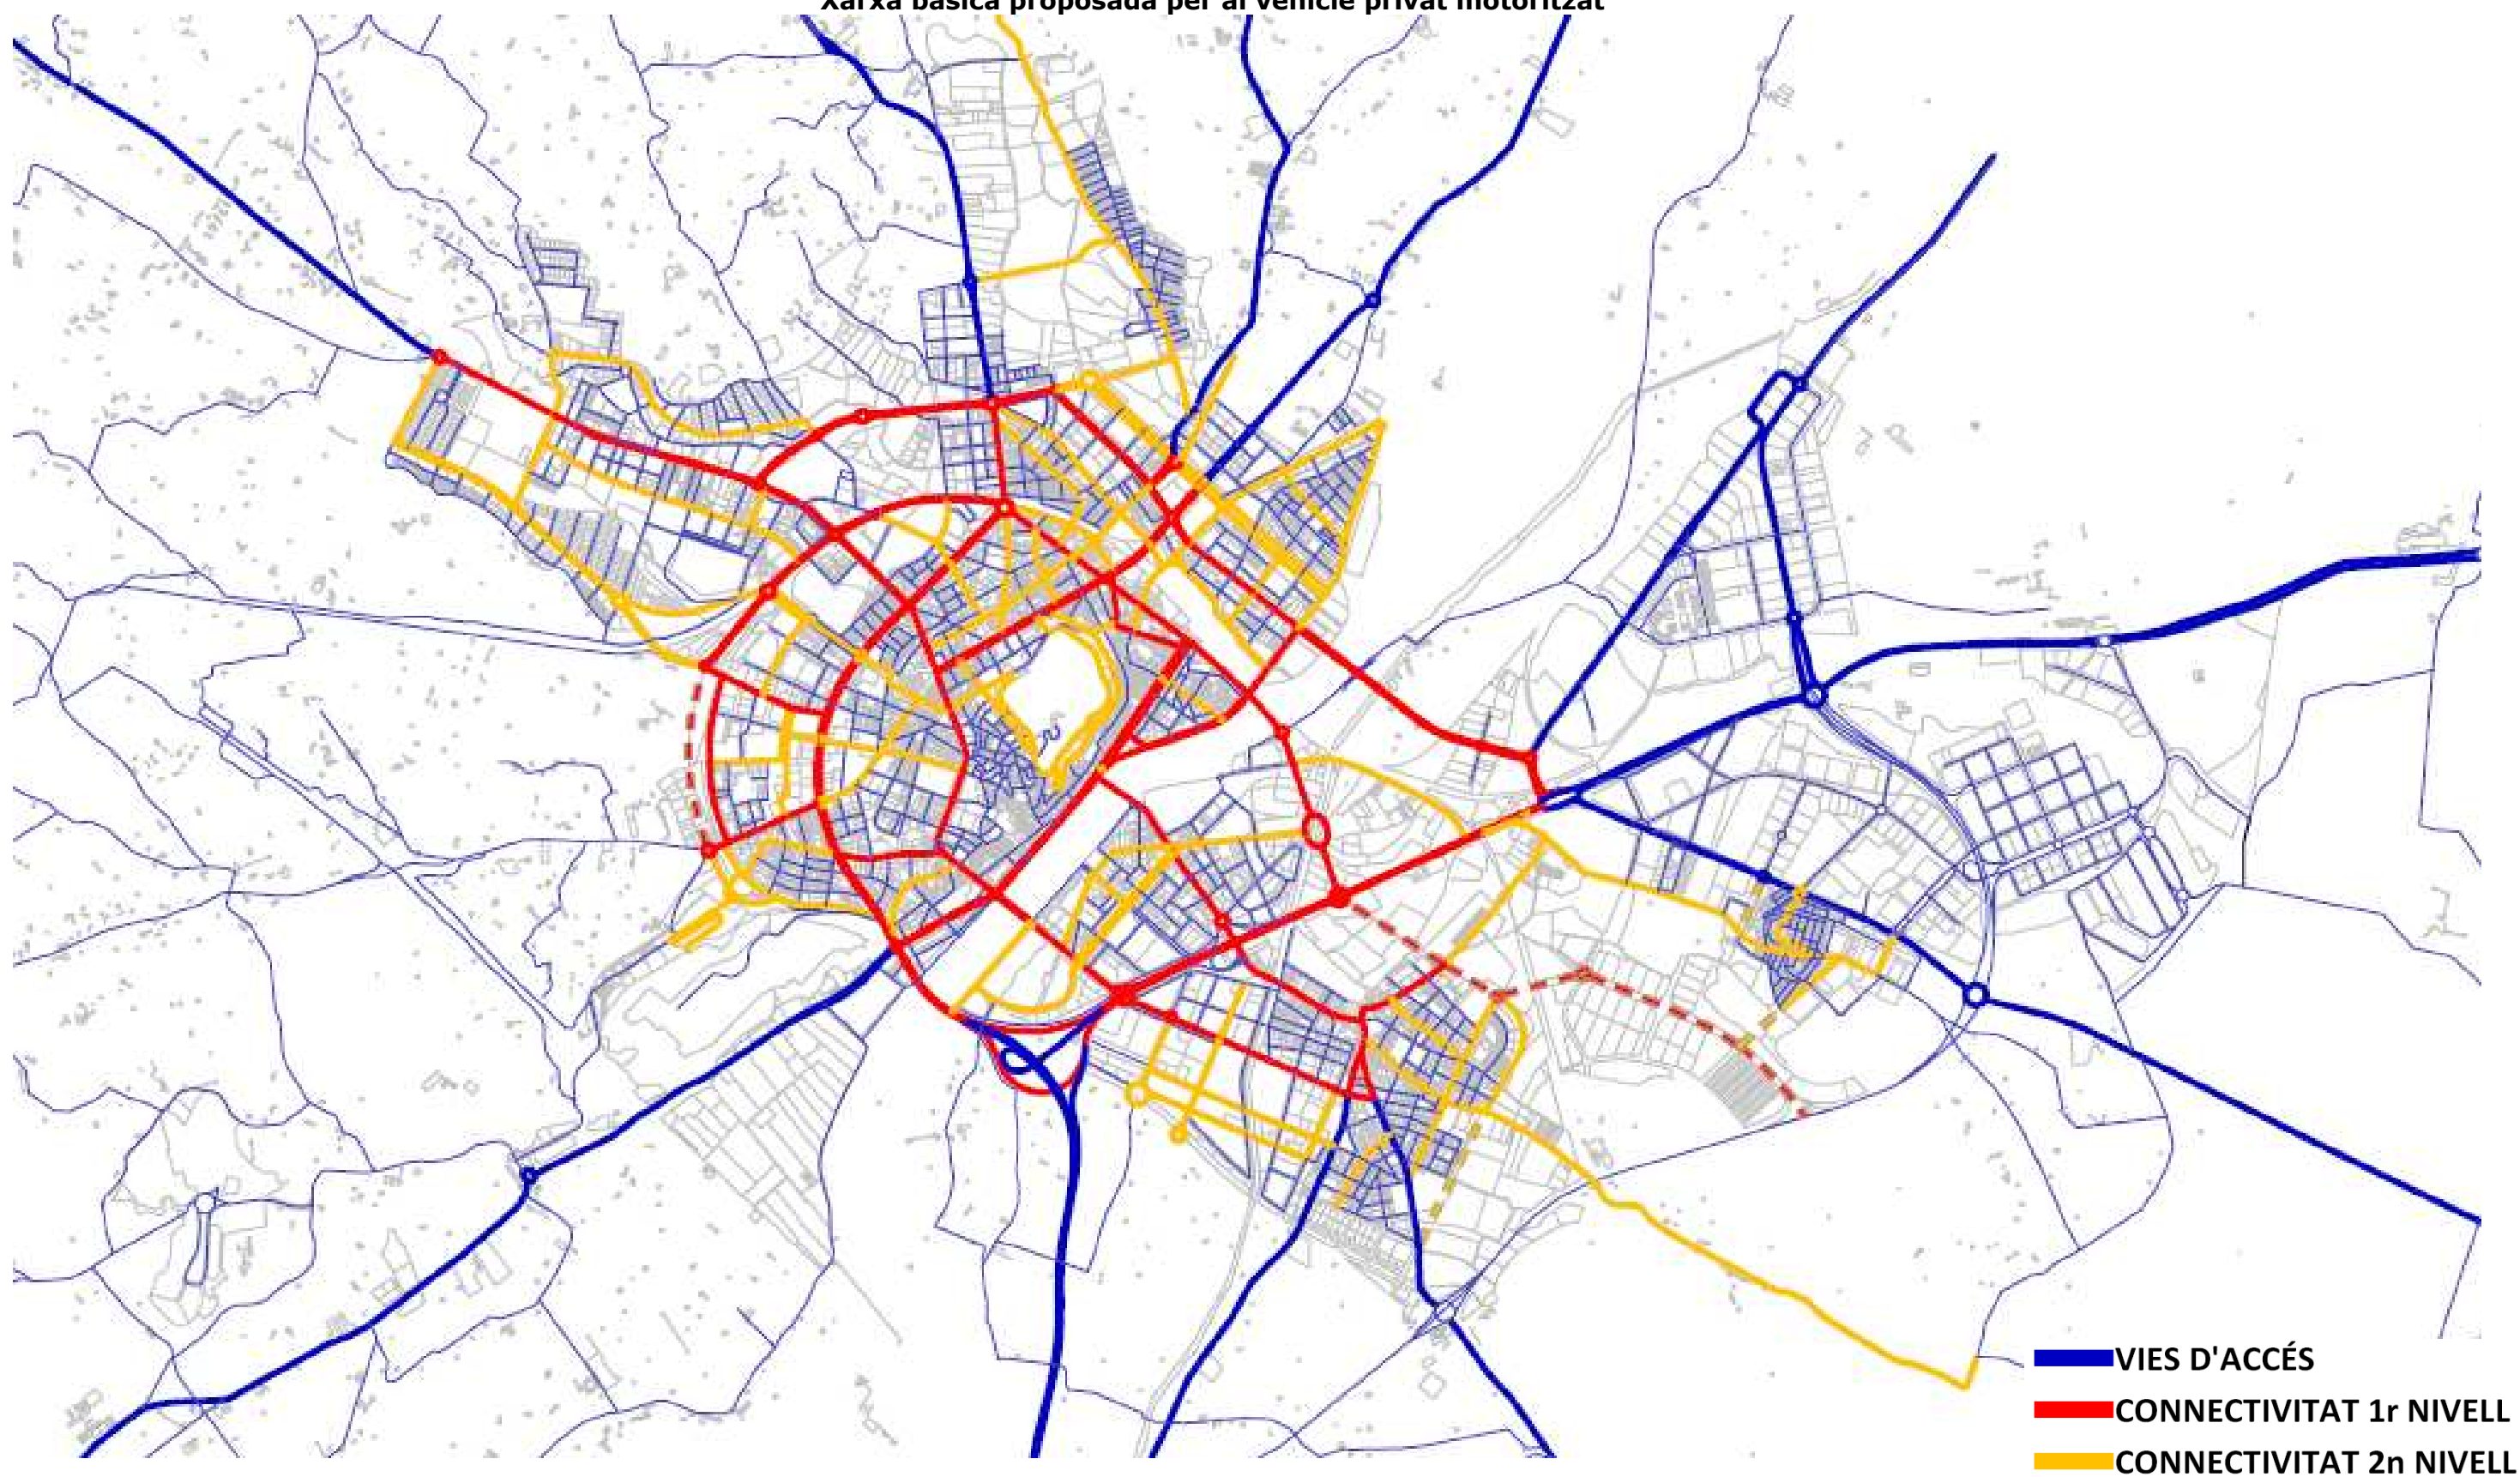 Xarxa bàsica proposada per al vehicle privat motoritzat
VIES D'ACCÉS
CONNECTIVITAT 1r NIVELL
CONNECTIVITAT 2n NIVELL